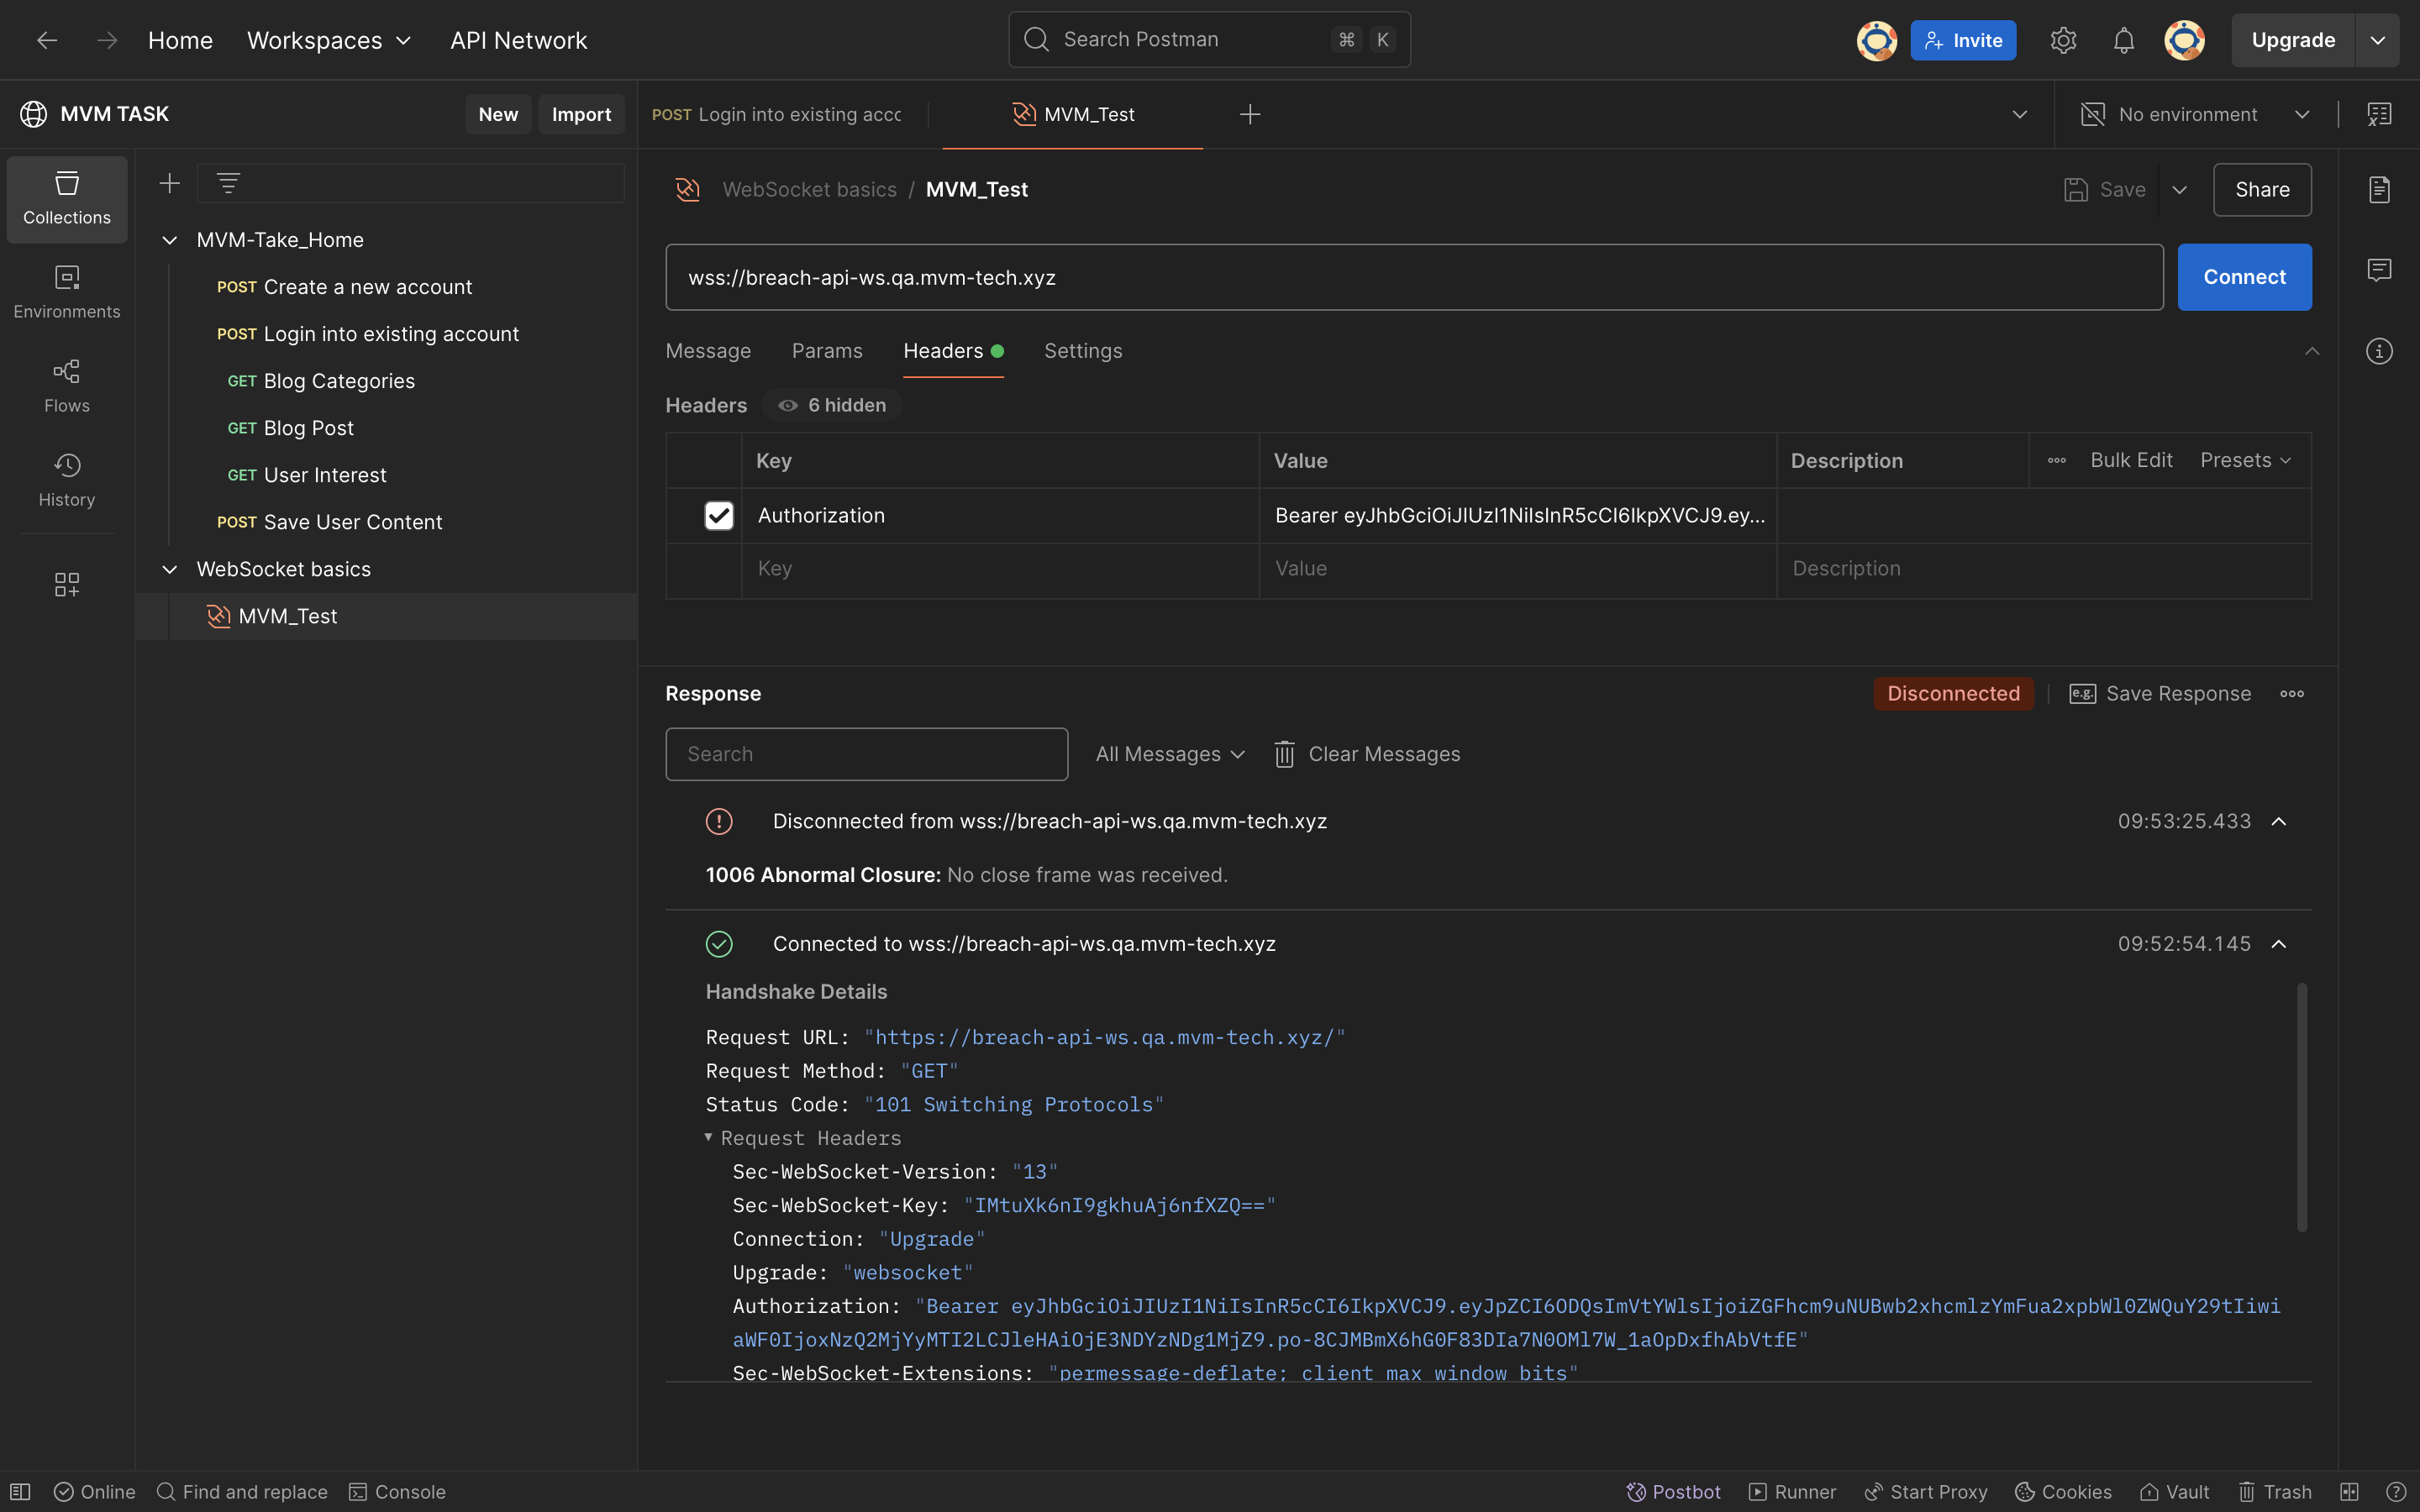 Home
Workspaces
API Network
Search Postman
⌘ K
Invite
Upgrade
MVM TASK
New
Import
POST Login into existing acc
MVM_Test
No environment
Collections
Environments
Flows
History
MVM-Take_Home
POST Create a new account
POST Login into existing account
GET Blog Categories
GET Blog Post
GET User Interest
POST Save User Content
WebSocket basics
MVM_Test
WebSocket basics / MVM_Test
Save
Share
wss://breach-api-ws.qa.mvm-tech.xyz
Connect
Message
Params
Headers
Settings
Headers
6 hidden
Key
Value
Description
Bulk Edit
Presets
Authorization
Bearer eyJhbGciOiJIUzI1NiIsInR5cCI6IkpXVCJ9.ey...
Key
Value
Description
Response
Disconnected
e.g. Save Response
Search
All Messages
Clear Messages
Disconnected from wss://breach-api-ws.qa.mvm-tech.xyz
09:53:25.433
1006 Abnormal Closure: No close frame was received.
Connected to wss://breach-api-ws.qa.mvm-tech.xyz
09:52:54.145
Handshake Details
Request URL: "https://breach-api-ws.qa.mvm-tech.xyz/"
Request Method: "GET"
Status Code: "101 Switching Protocols"
Request Headers
Sec-WebSocket-Version: "13"
Sec-WebSocket-Key: "IMtuXk6nI9gkhuAj6nfXZQ=="
Connection: "Upgrade"
Upgrade: "websocket"
Authorization: "Bearer eyJhbGciOiJIUzI1NiIsInR5cCI6IkpXVCJ9.eyJpZCI6ODQsImVtYWlsIjoiZGFhcm9uNUBwb2xhcmlzYmFua2xpbWl0ZWQuY29tIiwi
aWF0IjoxNzQ2MjYyMTI2LCJleHAiOjE3NDYzNDg1MjZ9.po-8CJMBmX6hG0F83DIa7N0OMl7W_1aOpDxfhAbVtfE"
Sec-WebSocket-Extensions: "permessage-deflate; client_max_window_bits"
Online
Find and replace
Console
Postbot
Runner
Start Proxy
Cookies
Vault
Trash